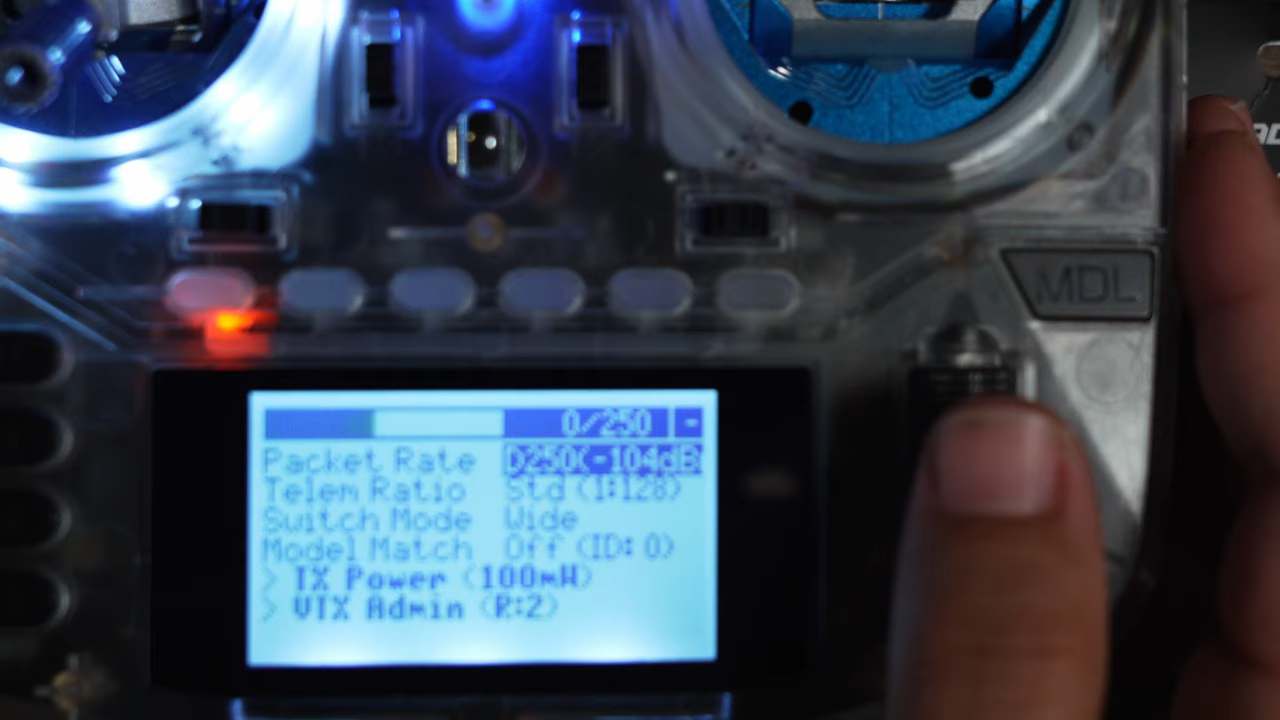 MDL
0/250 -
Packet Rate D250(-104dB
Telem Ratio Std (1:128)
Switch Mode Wide
Model Match Off (ID: 0)
> TX Power (100mW)
> VTX Admin (R:2)